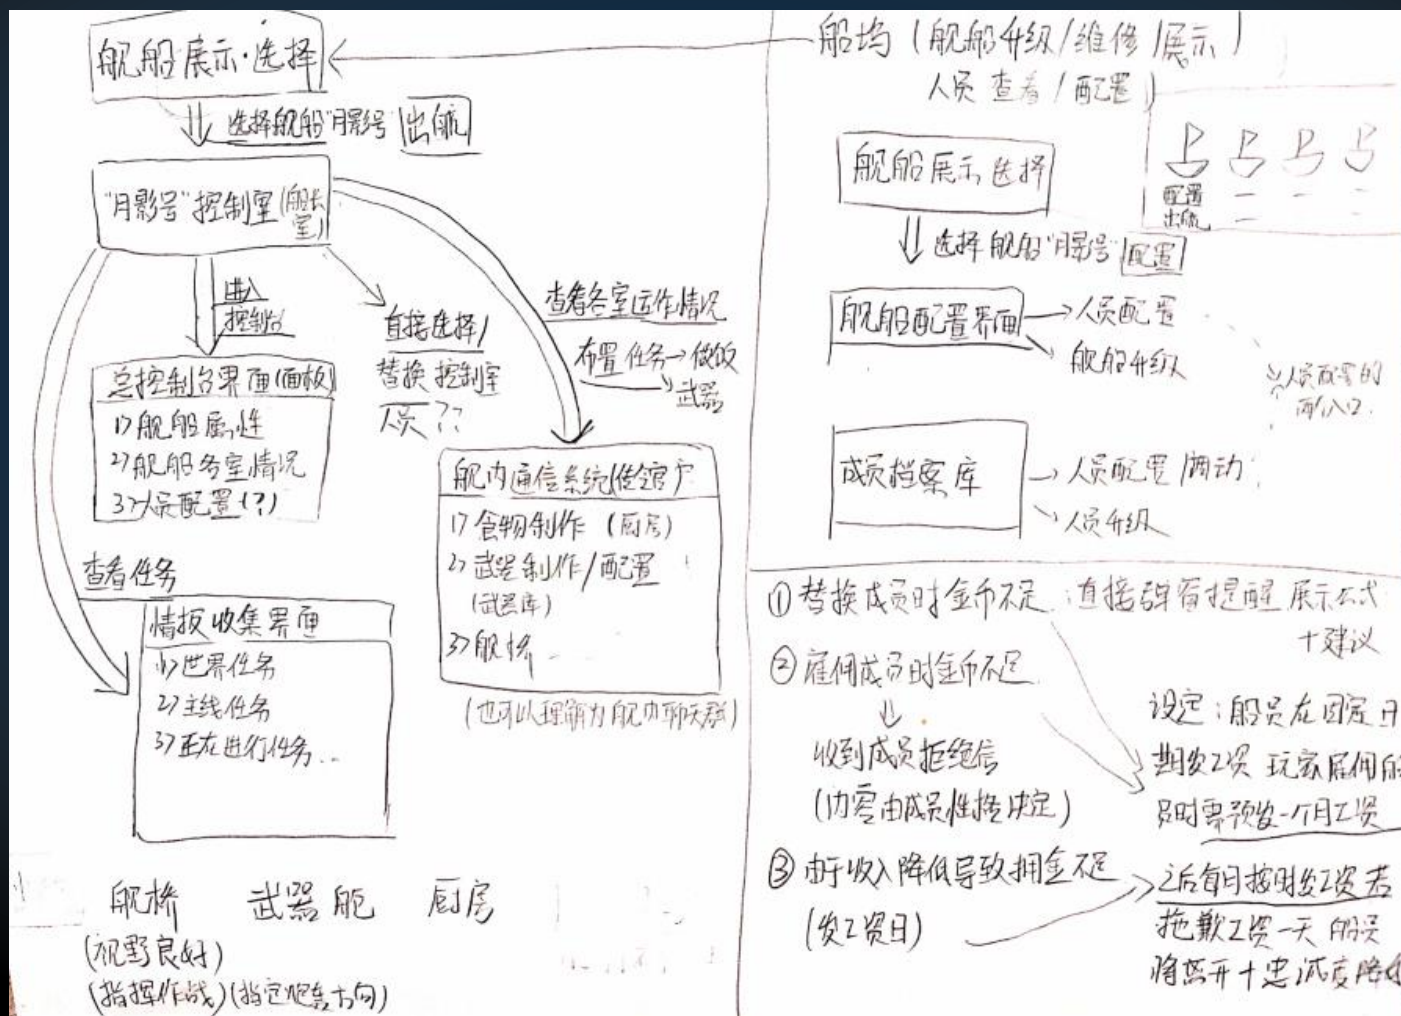 舰船展示·选择
选择舰船"月影号" 出航
"月影号"控制室(船长室)
进入
控制台
直接选择/
替换控制室
人员??
查看各室运作情况
布置任务→做饭
武器
总控制台界面(面板)
1>舰船属性
2>舰船各室情况
3>人员配置(?)
舰内通信系统(传令官)
1>食物制作(厨房)
2>武器制作/配置
(武器库)
3>舰桥
(也可以理解为舰内聊天群)
查看任务
情报收集界面
1>世界任务
2>主线任务
3>正在进行任务...
舰桥 武器舱 厨房
(视野良好)
(指挥作战)(指定炮轰方向)
船坞(舰船升级/维修/展示)
人员 查看/配置
配置
出航
舰船展示选择
选择舰船"月影号" 配置
舰船配置界面→人员配置
舰船升级
人员配置的
两入口
成员档案库→人员配置/调动
人员升级
①替换成员时金币不足:直接弹窗提醒 展示公式
+建议
②雇佣成员时金币不足
收到成员拒绝信
(内容由成员性格决定)
③由于收入降低导致佣金不足
(发工资日)
设定:船员在固定日
期发工资 玩家雇佣船
员时需预发一个月工资
之后每月按时发工资 若
拖欠工资一天 船员
将离开+忠诚度降低